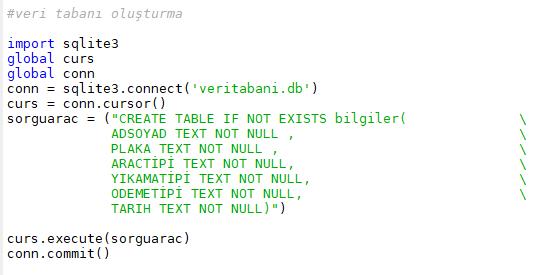 #veri tabanı oluşturma
import sqlite3
global curs
global conn
conn = sqlite3.connect('veritabani.db')
curs = conn.cursor()
sorguarac = ("CREATE TABLE IF NOT EXISTS bilgiler( \
ADSOYAD TEXT NOT NULL , \
PLAKA TEXT NOT NULL , \
ARACTİPİ TEXT NOT NULL, \
YIKAMATİPİ TEXT NOT NULL, \
ODEMETİPİ TEXT NOT NULL, \
TARIH TEXT NOT NULL)")
curs.execute(sorguarac)
conn.commit()